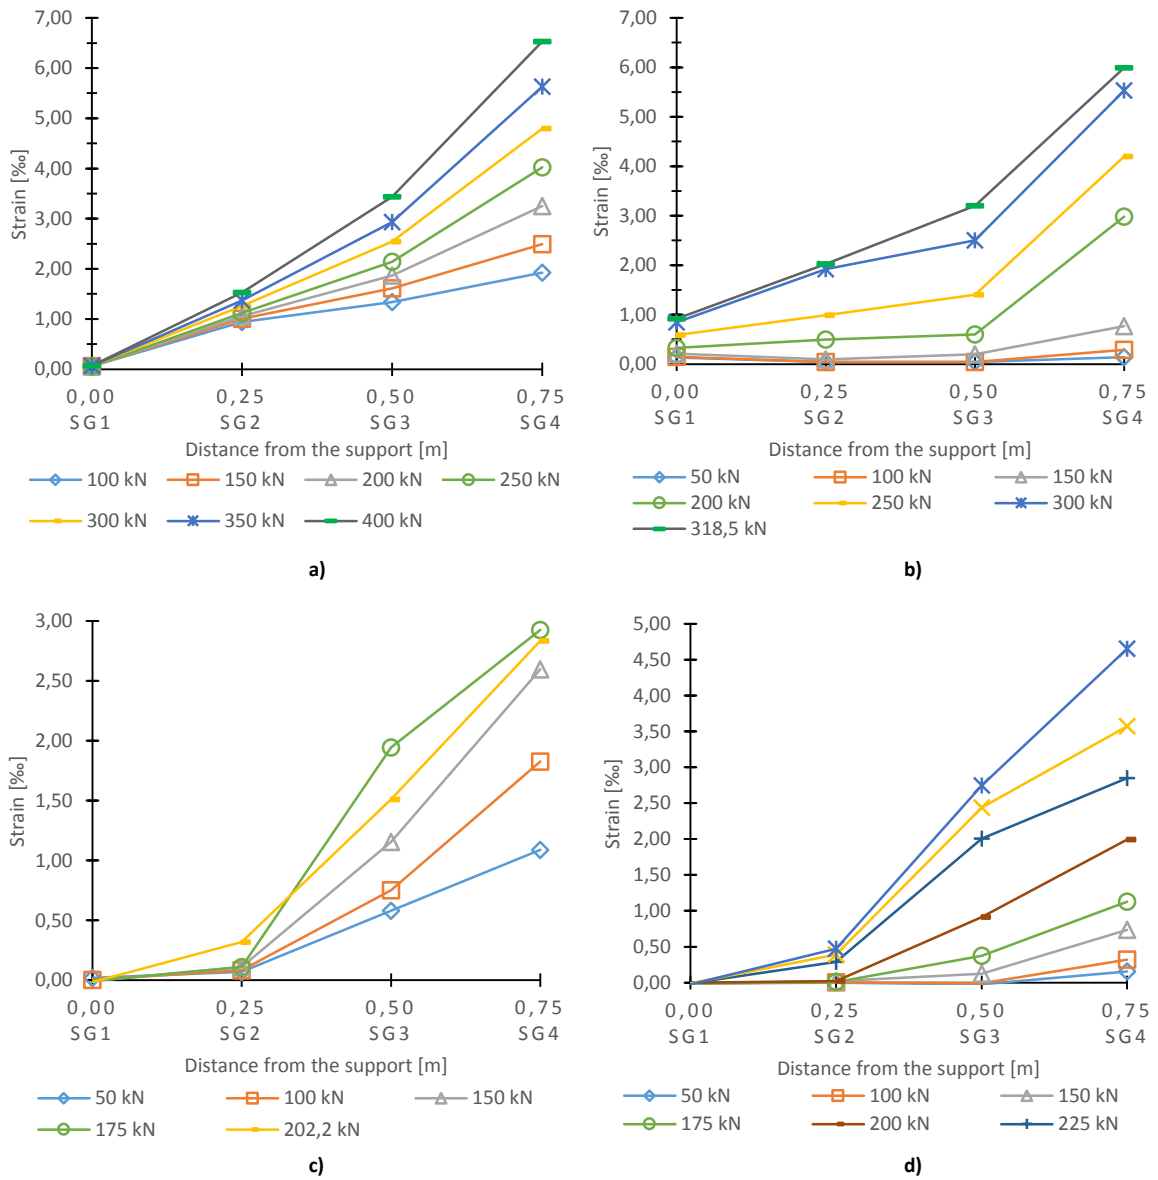 7,00
6,00
5,00
4,00
3,00
2,00
1,00
0,00
Strain [‰]
0,00 0,25 0,50 0,75
SG1 SG2 SG3 SG4
Distance from the support [m]
100 kN 150 kN 200 kN 250 kN
300 kN 350 kN 400 kN
a)
7,00
6,00
5,00
4,00
3,00
2,00
1,00
0,00
Strain [‰]
0,00 0,25 0,50 0,75
SG1 SG2 SG3 SG4
Distance from the support [m]
50 kN 100 kN 150 kN
200 kN 250 kN 300 kN
318,5 kN
b)
3,00
2,50
2,00
1,50
1,00
0,50
0,00
Strain [‰]
0,00 0,25 0,50 0,75
SG1 SG2 SG3 SG4
Distance from the support [m]
50 kN 100 kN 150 kN
175 kN 202,2 kN
c)
5,00
4,50
4,00
3,50
3,00
2,50
2,00
1,50
1,00
0,50
0,00
Strain [‰]
0,00 0,25 0,50 0,75
SG1 SG2 SG3 SG4
Distance from the support [m]
50 kN 100 kN 150 kN
175 kN 200 kN 225 kN
d)